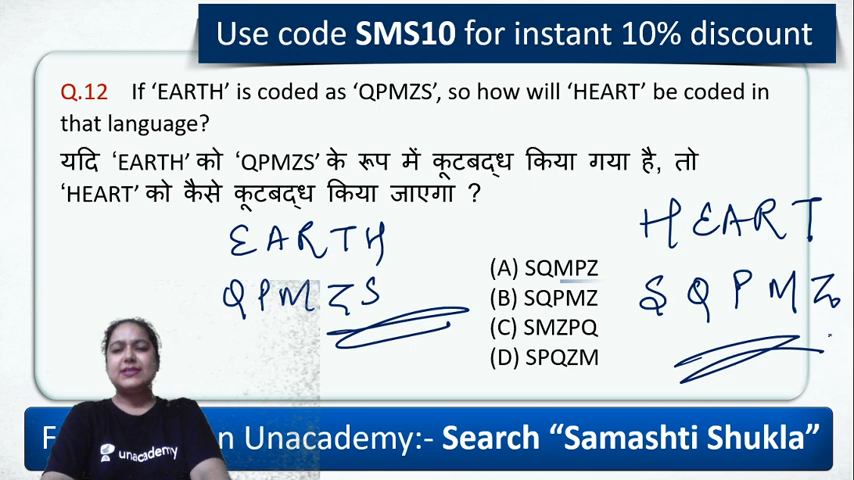 Use code SMS10 for instant 10% discount
Q.12 If ‘EARTH’ is coded as ‘QPMZS’, so how will ‘HEART’ be coded in
that language?
यदि ‘EARTH’ को ‘QPMZS’ के रूप में कूटबद्ध किया गया है, तो
‘HEART’ को कैसे कूटबद्ध किया जाएगा ?
EARTH
QPMZS
(A) SQMPZ
(B) SQPMZ
(C) SMZPQ
(D) SPQZM
HEART
SQPMZ
unacademy
n Unacademy:- Search “Samashti Shukla”